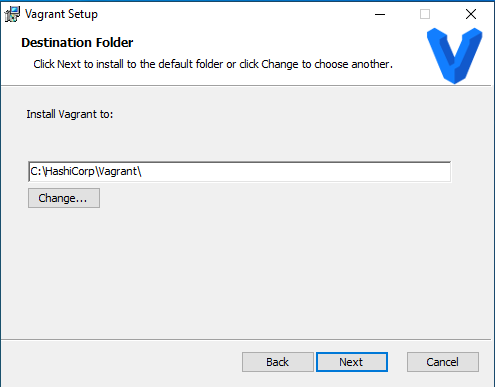 Vagrant Setup
Destination Folder
Click Next to install to the default folder or click Change to choose another.
Install Vagrant to:
C:\HashiCorp\Vagrant\
Change...
Back
Next
Cancel